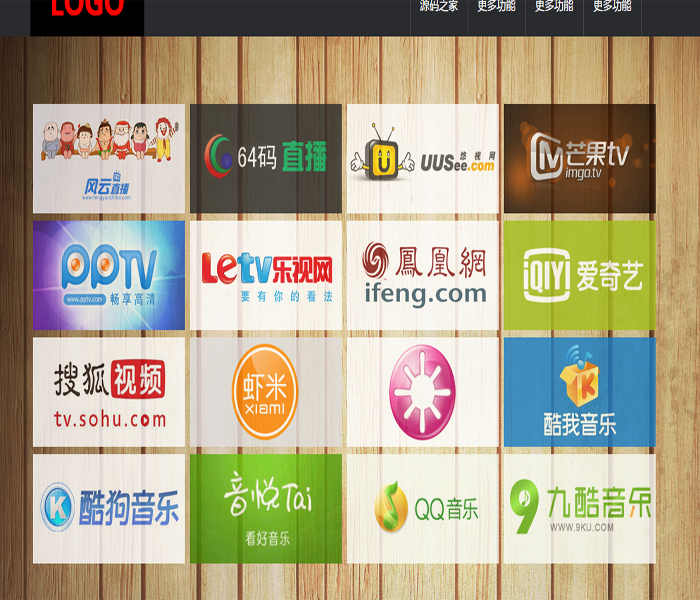 LOGO
源码之家 更多功能 更多功能 更多功能
风云直播
www.fengyunzhibo.com
64码 直播
悠视网
UUSee.com
芒果tv
imgo.tv
PPTV
www.pptv.com 畅享高清
Letv乐视网
要有你的看法
鳳凰網
ifeng.com
iQIYI 爱奇艺
搜狐视频
tv.sohu.com
虾米
xiami
K
酷我音乐
K 酷狗音乐
音悦Tai
看好音乐
QQ音乐
9 九酷音乐
WWW.9KU.COM